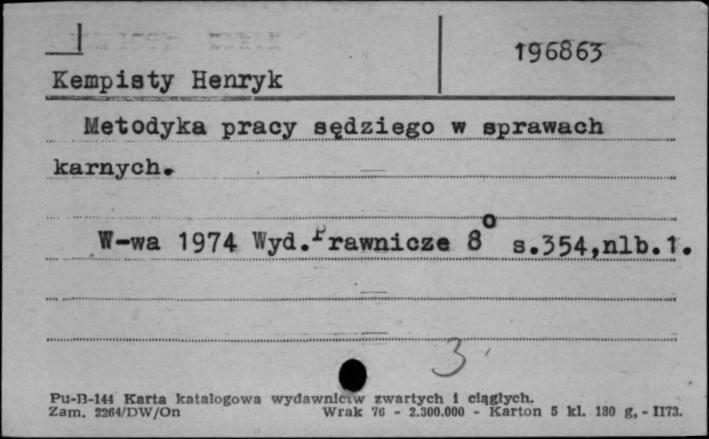 196863
Kempisty Henryk
Metodyka pracy sędziego w sprawach
karnych.
W-wa 1974 Wyd.Prawnicze 8° s.354,nlb.1.
3
Pu-B-144 Karta katalogowa wydawnictw zwartych i ciągłych.
Zam. 2264/DW/On Wrak 76 - 2.300.000 - Karton 5 kl. 180 g, - II73.